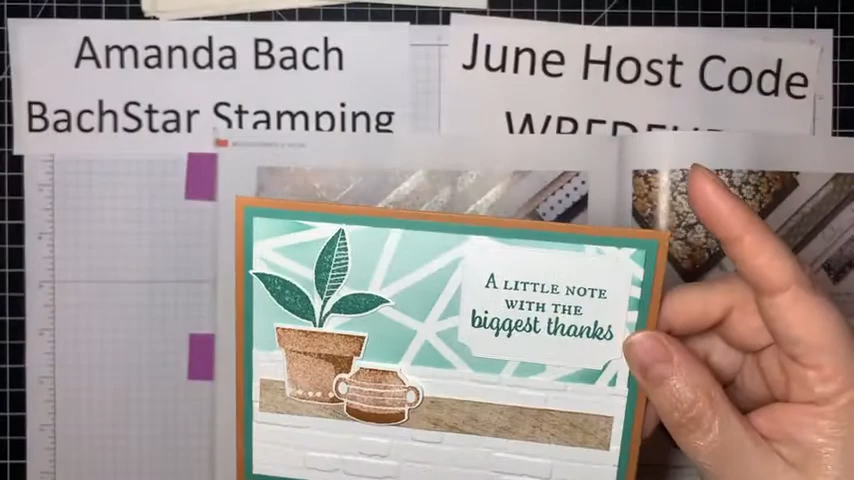 Amanda Bach
BachStar Stamping
June Host Code
A LITTLE NOTE
WITH THE
biggest thanks